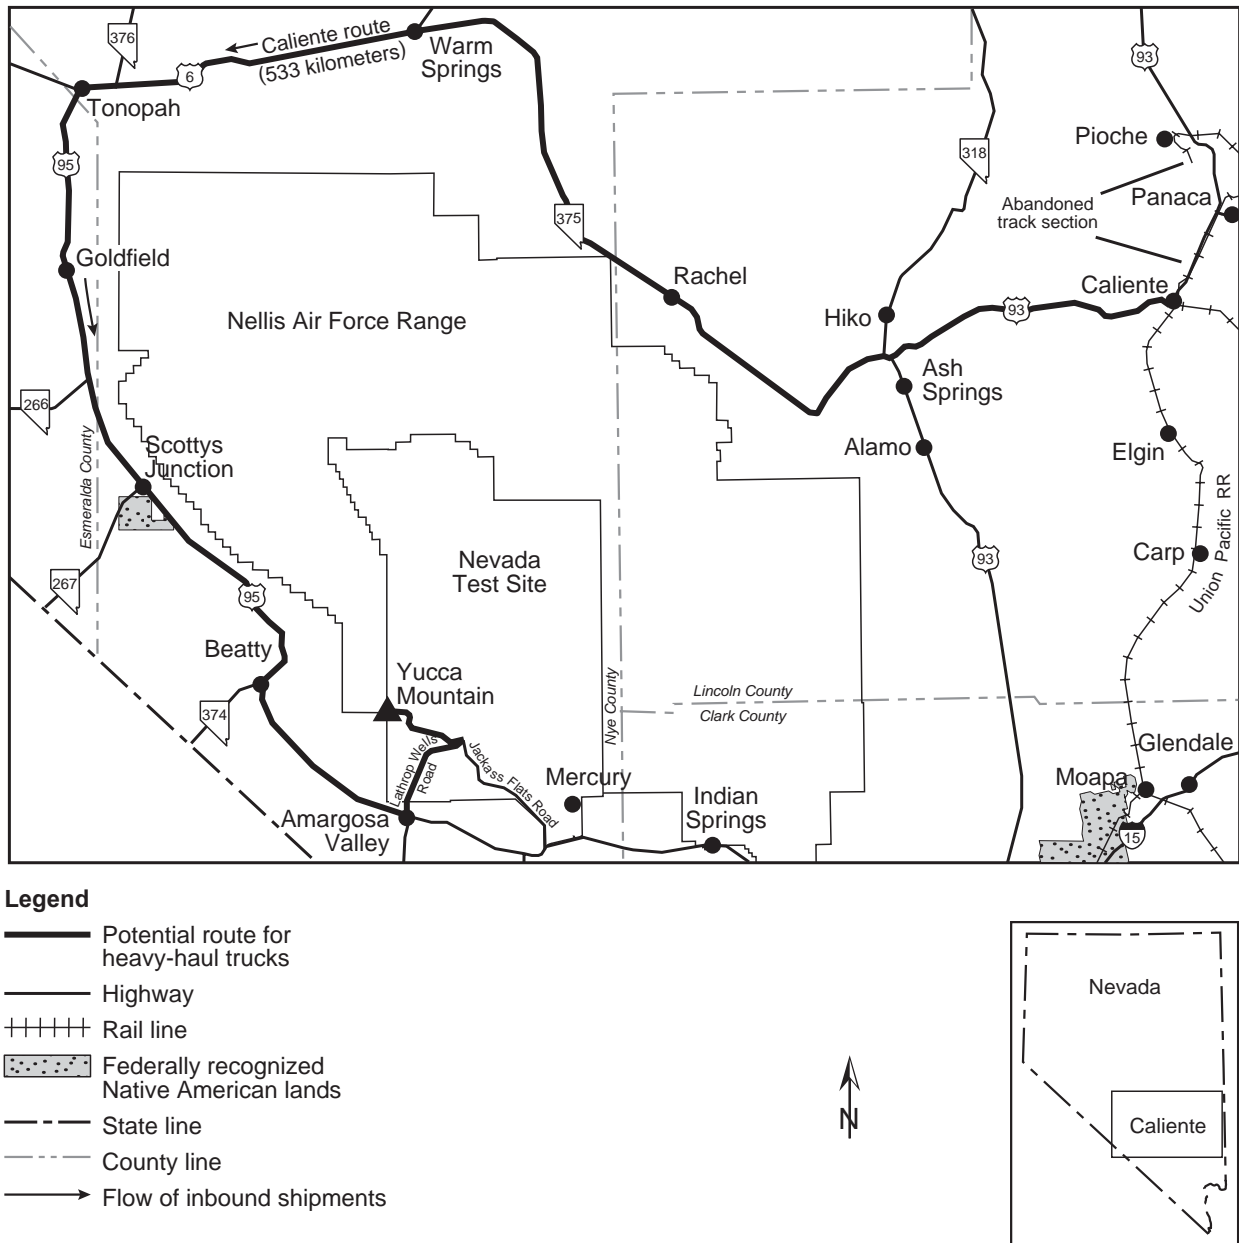 376
Caliente route
(533 kilometers)
Warm
Springs
6
93
Tonopah
95
Pioche
318
Abandoned
track section
Panaca
375
Goldfield
Rachel
Caliente
Nellis Air Force Range
Hiko
93
Ash
Springs
266
Scottys
Junction
Alamo
Elgin
Esmeralda County
Nevada
Test Site
93
Carp
Union Pacific RR
267
95
Beatty
Yucca
Mountain
Nye County
Lincoln County
Clark County
374
Lathrop Wells
Road
Jackass Flats Road
Glendale
Mercury
Moapa
Amargosa
Valley
Indian
Springs
15
Legend
Potential route for
heavy-haul trucks
Highway
Rail line
Federally recognized
Native American lands
State line
County line
Flow of inbound shipments
N
Nevada
Caliente